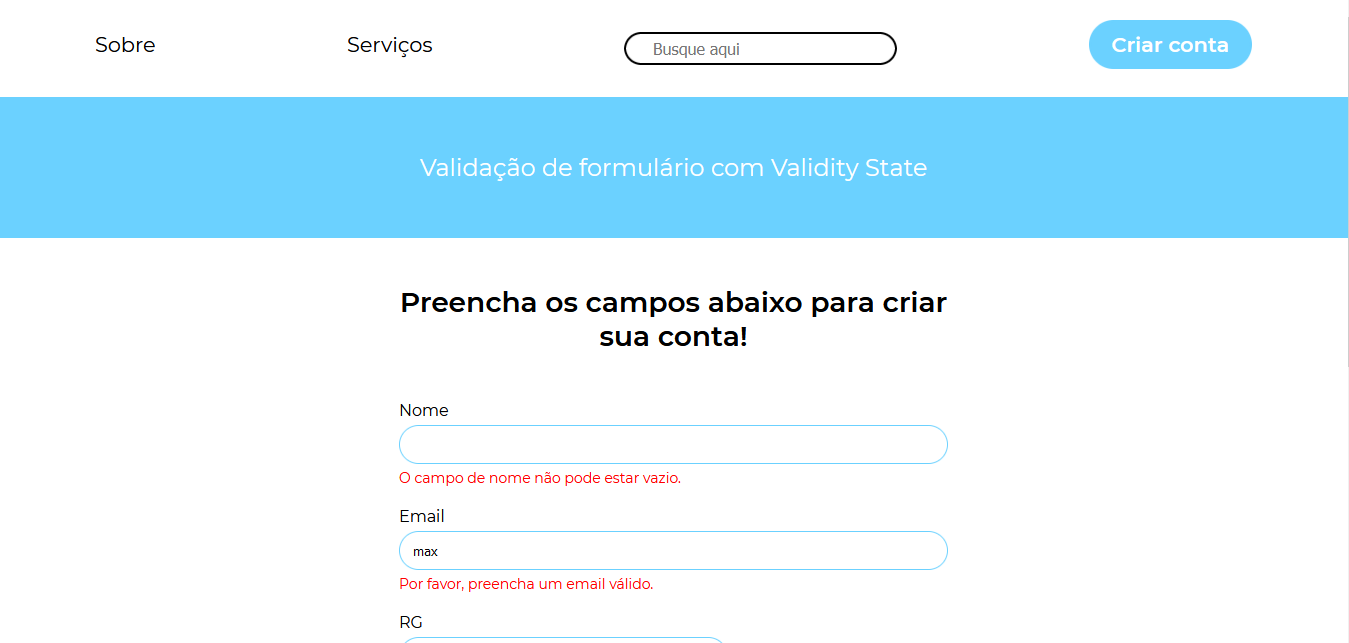 Sobre
Serviços
Busque aqui
Criar conta
Validação de formulário com Validity State
Preencha os campos abaixo para criar
sua conta!
Nome
O campo de nome não pode estar vazio.
Email
max
Por favor, preencha um email válido.
RG